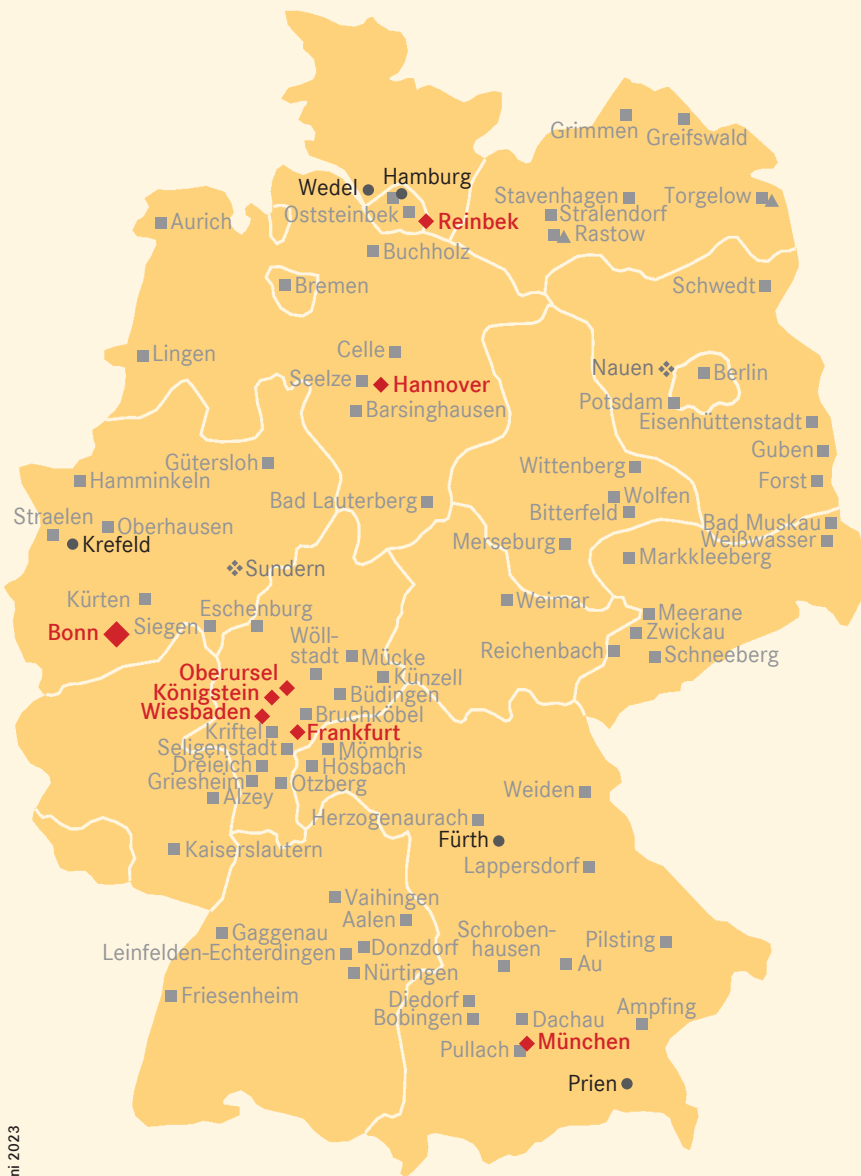 Grimmen
Greifswald
Wedel
Hamburg
Stavenhagen
Torgelow
Aurich
Oststeinbek
Reinbek
Stralendorf
Rastow
Buchholz
Bremen
Schwedt
Lingen
Celle
Nauen
Berlin
Seelze
Hannover
Potsdam
Barsinghausen
Eisenhüttenstadt
Guben
Gütersloh
Wittenberg
Hamminkeln
Forst
Bad Lauterberg
Wolfen
Bitterfeld
Straelen
Oberhausen
Bad Muskau
Krefeld
Merseburg
Weißwasser
Markkleeberg
Sundern
Kürten
Weimar
Eschenburg
Meerane
Bonn
Siegen
Zwickau
Wöll-
stadt
Mücke
Reichenbach
Schneeberg
Oberursel
Künzell
Königstein
Büdingen
Wiesbaden
Bruchköbel
Kriftel
Frankfurt
Seligenstadt
Mömbris
Dreieich
Hösbach
Griesheim
Otzberg
Weiden
Alzey
Herzogenaurach
Fürth
Kaiserslautern
Lappersdorf
Vaihingen
Aalen
Gaggenau
Schroben-
hausen
Pilsting
Leinfelden-Echterdingen
Donzdorf
Au
Nürtingen
Friesenheim
Diedorf
Ampfing
Bobingen
Dachau
Pullach
München
Prien
ni 2023